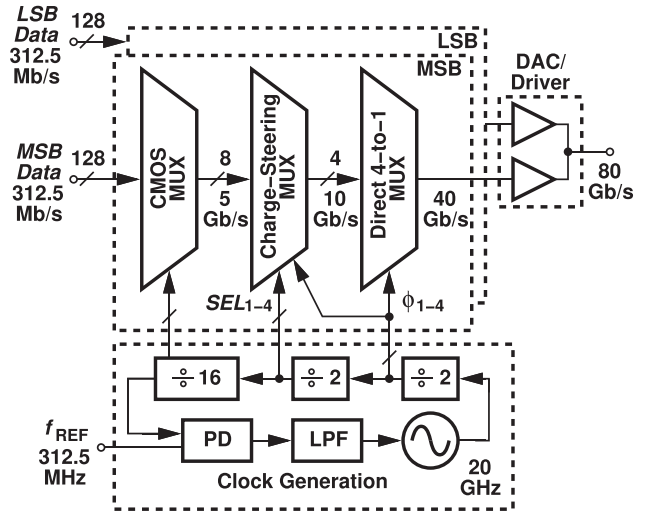 LSB
Data
312.5
Mb/s
128
LSB
MSB
DAC/
Driver
MSB
Data
312.5
Mb/s
128
CMOS
MUX
8
5
Gb/s
Charge–Steering
MUX
4
10
Gb/s
Direct 4–to–1
MUX
40
Gb/s
80
Gb/s
SEL1–4
ϕ1–4
÷ 16
÷ 2
÷ 2
fREF
312.5
MHz
PD
LPF
20
GHz
Clock Generation